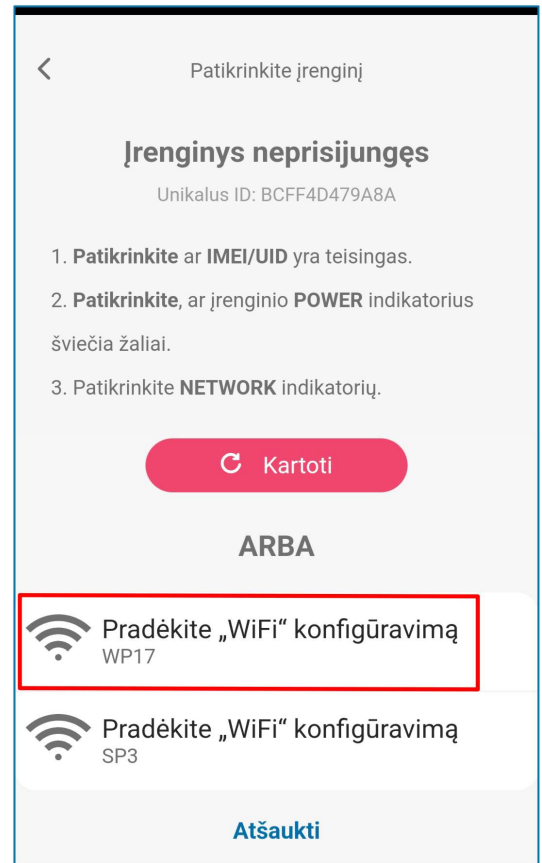 Patikrinkite įrenginį
Įrenginys neprisijungęs
Unikalus ID: BCFF4D479A8A
1. Patikrinkite ar IMEI/UID yra teisingas.
2. Patikrinkite, ar įrenginio POWER indikatorius
šviečia žaliai.
3. Patikrinkite NETWORK indikatorių.
Kartoti
ARBA
Pradėkite „WiFi“ konfigūravimą
WP17
Pradėkite „WiFi“ konfigūravimą
SP3
Atšaukti